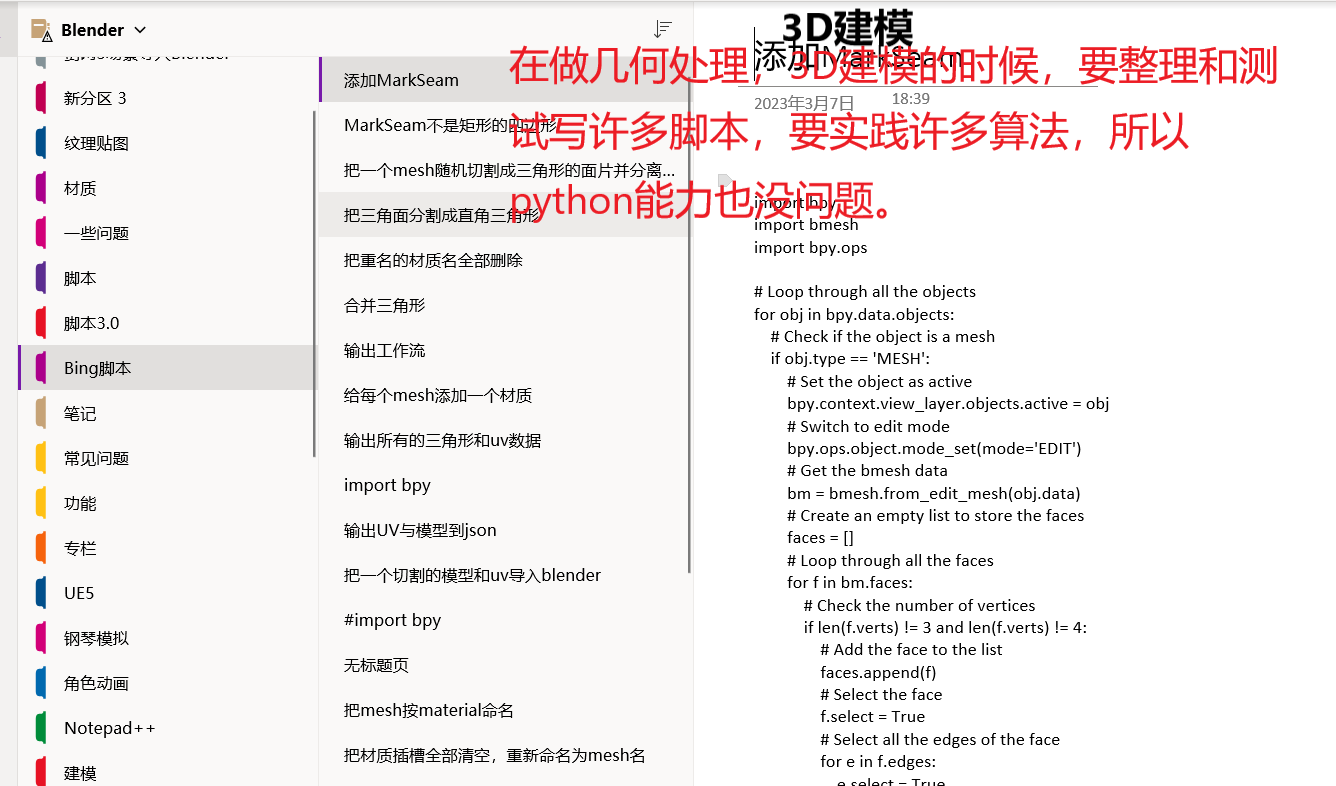 Blender
新分区 3
纹理贴图
材质
一些问题
脚本
脚本3.0
Bing脚本
笔记
常见问题
功能
专栏
UE5
钢琴模拟
角色动画
Notepad++
建模
添加MarkSeam
MarkSeam不是矩形的四边形
把一个mesh随机切割成三角形的面片并分离...
把三角面分割成直角三角形
把重名的材质名全部删除
合并三角形
输出工作流
给每个mesh添加一个材质
输出所有的三角形和uv数据
import bpy
输出UV与模型到json
把一个切割的模型和uv导入blender
#import bpy
无标题页
把mesh按material命名
把材质插槽全部清空，重新命名为mesh名
3D建模
添加MarkSeam
在做几何处理，3D建模的时候，要整理和测
试写许多脚本，要实践许多算法，所以
python能力也没问题。
2023年3月7日 18:39
import bpy
import bmesh
import bpy.ops
# Loop through all the objects
for obj in bpy.data.objects:
# Check if the object is a mesh
if obj.type == 'MESH':
# Set the object as active
bpy.context.view_layer.objects.active = obj
# Switch to edit mode
bpy.ops.object.mode_set(mode='EDIT')
# Get the bmesh data
bm = bmesh.from_edit_mesh(obj.data)
# Create an empty list to store the faces
faces = []
# Loop through all the faces
for f in bm.faces:
# Check the number of vertices
if len(f.verts) != 3 and len(f.verts) != 4:
# Add the face to the list
faces.append(f)
# Select the face
f.select = True
# Select all the edges of the face
for e in f.edges:
e.select = True